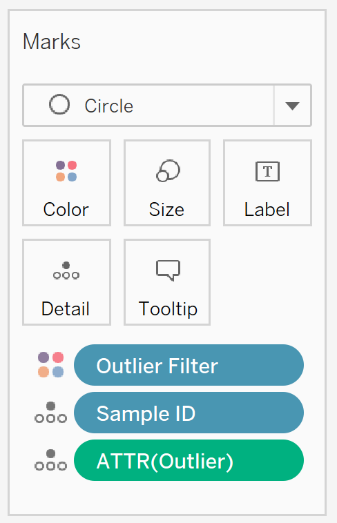 Marks
Circle
Color Size T Label
Detail Tooltip
Outlier Filter
Sample ID
ATTR(Outlier)